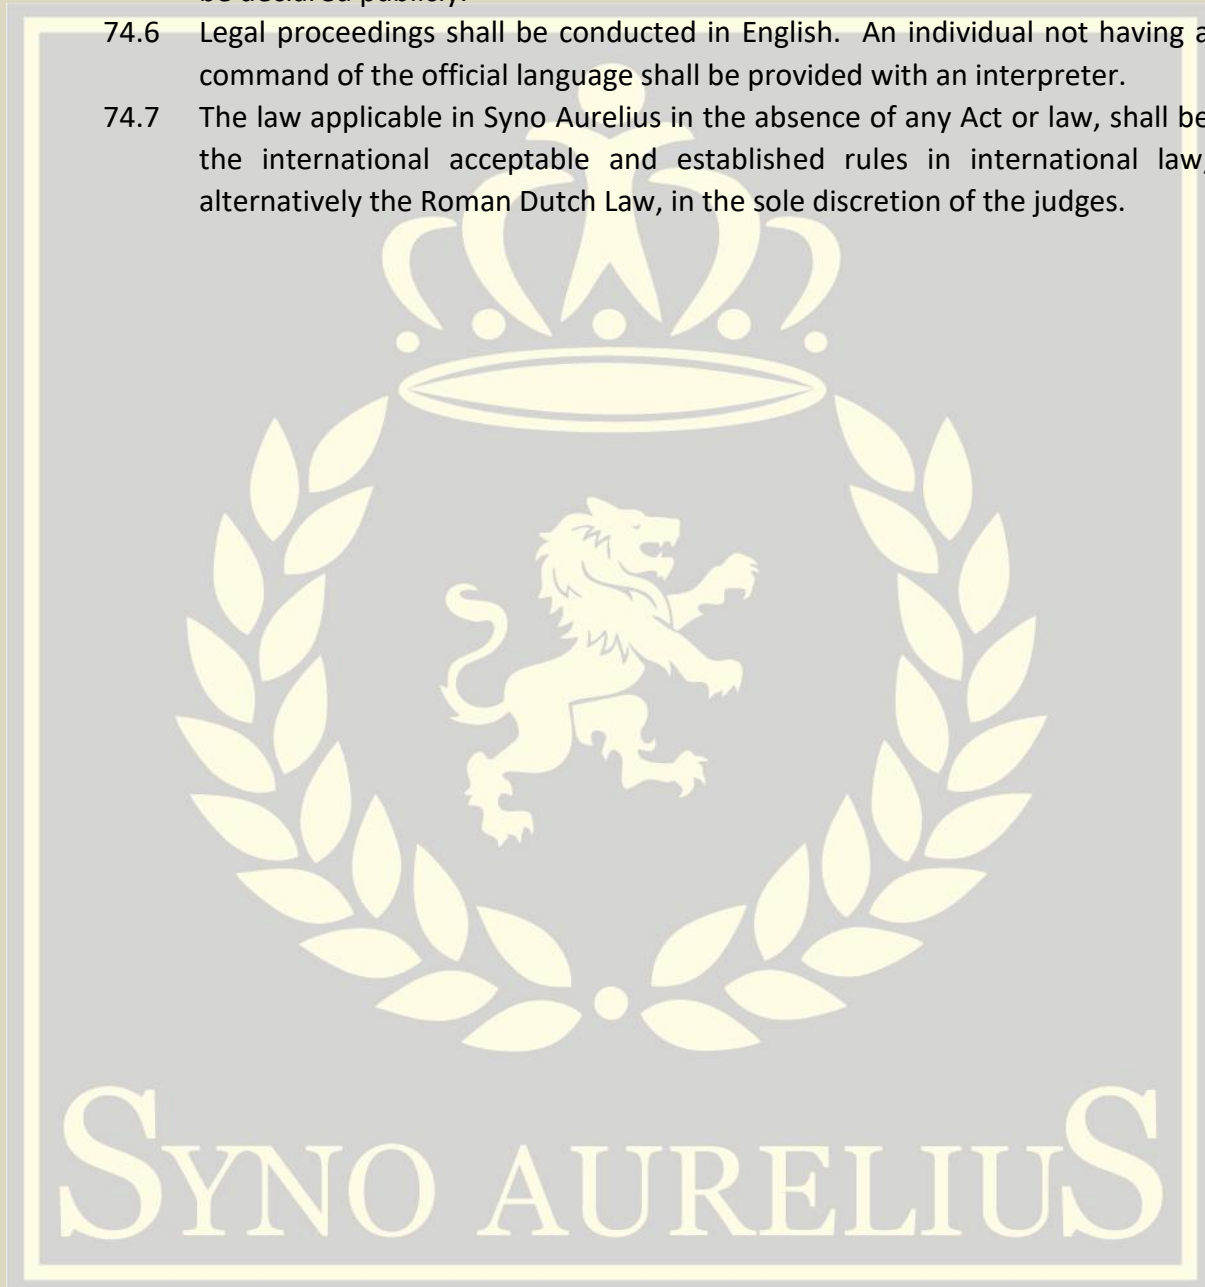 be declared publicly.
74.6 Legal proceedings shall be conducted in English. An individual not having a
command of the official language shall be provided with an interpreter.
74.7 The law applicable in Syno Aurelius in the absence of any Act or law, shall be
the international acceptable and established rules in international law,
alternatively the Roman Dutch Law, in the sole discretion of the judges.
SYNO AURELIUS